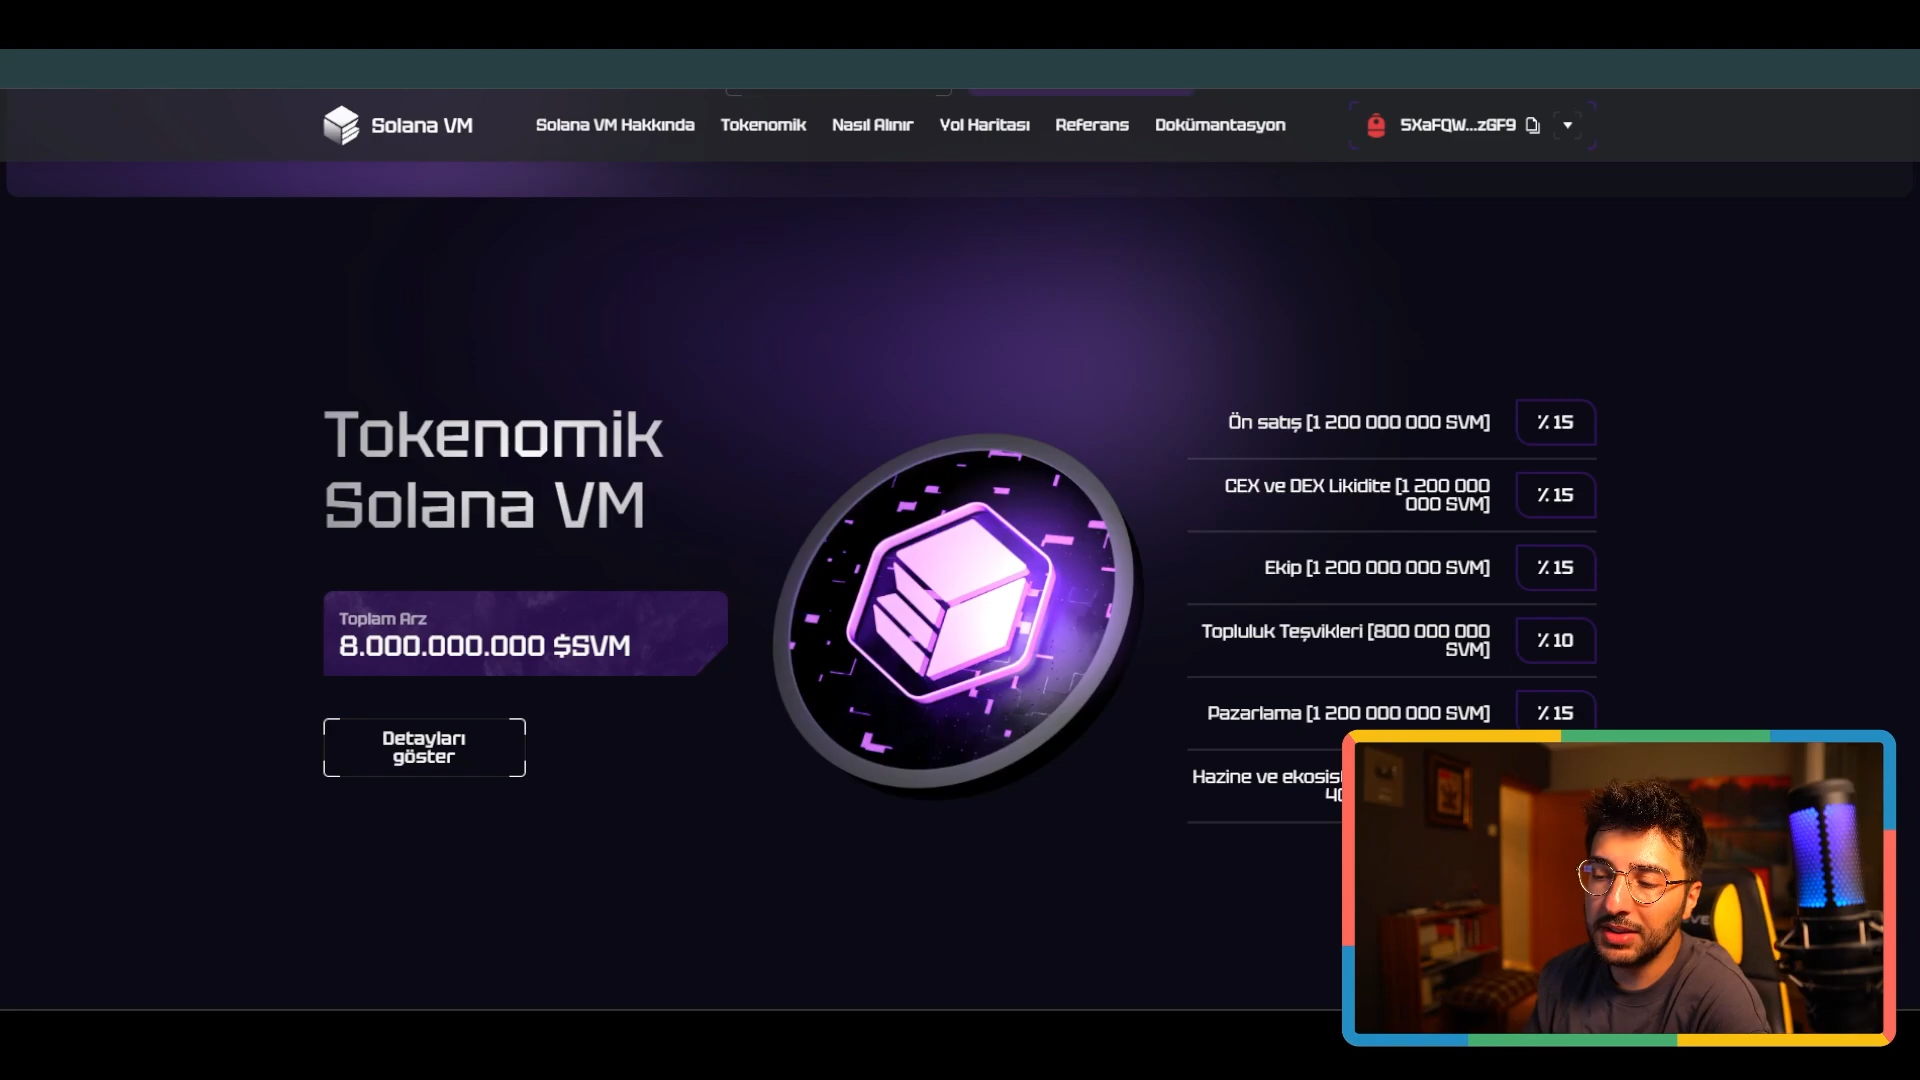 Solana VM
Solana VM Hakkında
Tokenomik
Nasıl Alınır
Yol Haritası
Referans
Dokümantasyon
5XaFQW...zGF9
Tokenomik
Solana VM
Toplam Arz
8.000.000.000 $SVM
Detayları
göster
Ön satış [1 200 000 000 SVM]
% 15
CEX ve DEX Likidite [1 200 000
000 SVM]
% 15
Ekip [1 200 000 000 SVM]
% 15
Topluluk Teşvikleri [800 000 000
SVM]
% 10
Pazarlama [1 200 000 000 SVM]
% 15
Hazine ve